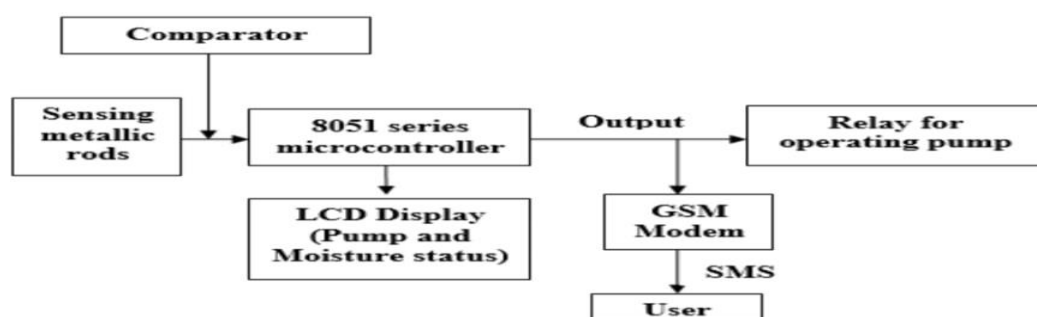 Comparator
Sensing
metallic
rods
8051 series
microcontroller
Output
Relay for
operating pump
LCD Display
(Pump and
Moisture status)
GSM
Modem
SMS
User